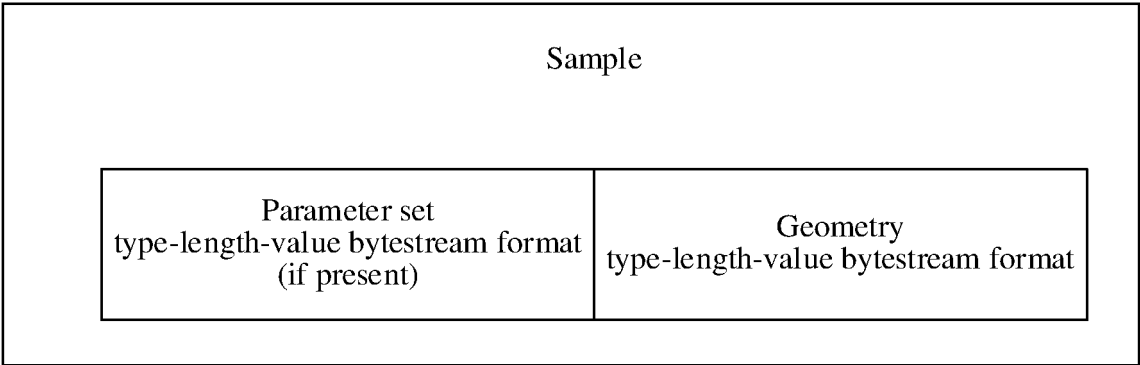 Sample
Parameter set
type-length-value bytestream format
(if present)
Geometry
type-length-value bytestream format